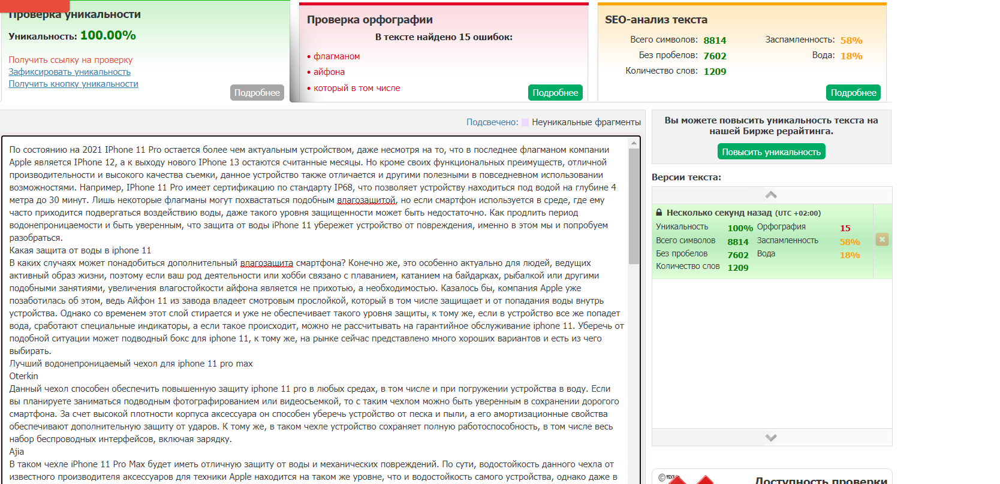 Проверка уникальности
Уникальность: 100.00%
Получить ссылку на проверку
Зафиксировать уникальность
Получить кнопку уникальности
Подробнее
Проверка орфографии
В тексте найдено 15 ошибок:
• флагманом
• айфона
• который в том числе
Подробнее
SEO-анализ текста
Всего символов: 8814
Без пробелов: 7602
Количество слов: 1209
Заспамленность: 58%
Вода: 18%
Подробнее
Подсвечено: Неуникальные фрагменты
По состоянию на 2021 IPhone 11 Pro остается более чем актуальным устройством, даже несмотря на то, что в последнее флагманом компании
Apple является IPhone 12, а к выходу нового IPhone 13 остаются считанные месяцы. Но кроме своих функциональных преимуществ, отличной
производительности и высокого качества съемки, данное устройство также отличается и другими полезными в повседневном использовании
возможностями. Например, IPhone 11 Pro имеет сертификацию по стандарту IP68, что позволяет устройству находиться под водой на глубине 4
метра до 30 минут. Лишь некоторые флагманы могут похвастаться подобным влагозащитой, но если смартфон используется в среде, где ему
часто приходится подвергаться воздействию воды, даже такого уровня защищенности может быть недостаточно. Как продлить период
водонепроницаемости и быть уверенным, что защита от воды iPhone 11 убережет устройство от повреждения, именно в этом мы и попробуем
разобраться.
Какая защита от воды в iphone 11
В каких случаях может понадобиться дополнительный влагозащита смартфона? Конечно же, это особенно актуально для людей, ведущих
активный образ жизни, поэтому если ваш род деятельности или хобби связано с плаванием, катанием на байдарках, рыбалкой или другими
подобными занятиями, увеличения влагостойкости айфона является не прихотью, а необходимостью. Казалось бы, компания Apple уже
позаботилась об этом, ведь Айфон 11 из завода владеет смотровым прослойкой, который в том числе защищает и от попадания воды внутрь
устройства. Однако со временем этот слой стирается и уже не обеспечивает такого уровня защиты, к тому же, если в устройство все же попадет
вода, сработают специальные индикаторы, а если такое происходит, можно не рассчитывать на гарантийное обслуживание iphone 11. Уберечь от
подобной ситуации может подводный бокс для iphone 11, к тому же, на рынке сейчас представлено много хороших вариантов и есть из чего
выбирать.
Лучший водонепроницаемый чехол для iphone 11 pro max
Oterkin
Данный чехол способен обеспечить повышенную защиту iphone 11 pro в любых средах, в том числе и при погружении устройства в воду. Если
вы планируете заниматься подводным фотографированием или видеосъемкой, то с таким чехлом можно быть уверенным в сохранении дорогого
смартфона. За счет высокой плотности корпуса аксессуара он способен уберечь устройство от песка и пыли, а его амортизационные свойства
обеспечивают дополнительную защиту от ударов. К тому же, в таком чехле устройство сохраняет полную работоспособность, в том числе весь
набор беспроводных интерфейсов, включая зарядку.
Ajia
В таком чехле iPhone 11 Pro Max будет иметь отличную защиту от воды и механических повреждений. По сути, водостойкость данного чехла от
известного производителя аксессуаров для техники Apple находится на таком же уровне, что и водостойкость самого устройства, однако даже в
Вы можете повысить уникальность текста на
нашей Бирже рерайтинга.
Повысить уникальность
Версии текста:
Несколько секунд назад (UTC +02:00)
Уникальность 100% Орфография 15
Всего символов 8814 Заспамленность 58%
Без пробелов 7602 Вода 18%
Количество слов 1209
Доступность проверки